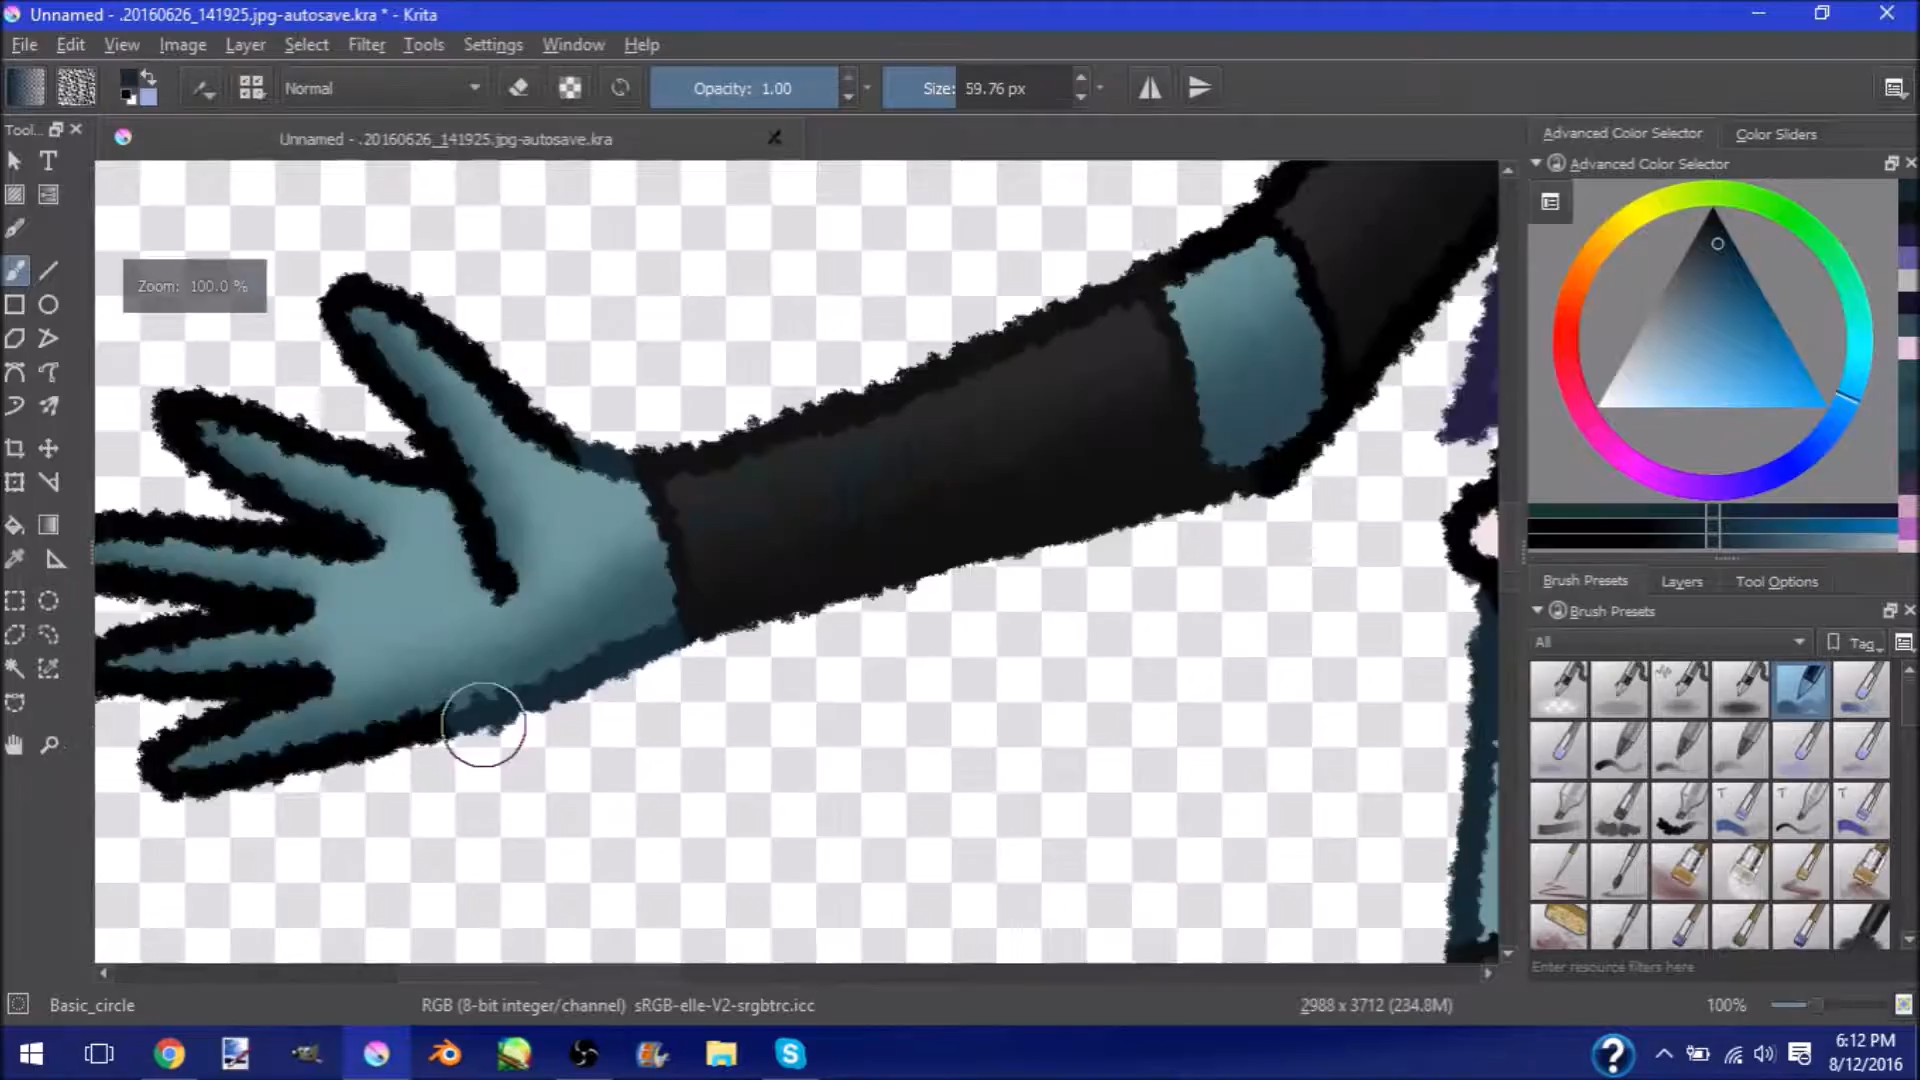 Unnamed - .20160626_141925.jpg-autosave.kra * - Krita
File Edit View Image Layer Select Filter Tools Settings Window Help
Normal Opacity: 1.00 Size: 59.76 px
Tool...
Unnamed - .20160626_141925.jpg-autosave.kra
Advanced Color Selector Color Sliders
Advanced Color Selector
Zoom: 100.0 %
Brush Presets Layers Tool Options
Brush Presets
All Tag
Enter resource filters here
Basic_circle RGB (8-bit integer/channel) sRGB-elle-V2-srgbtrc.icc 2988 x 3712 (234.8M) 100%
6:12 PM
8/12/2016